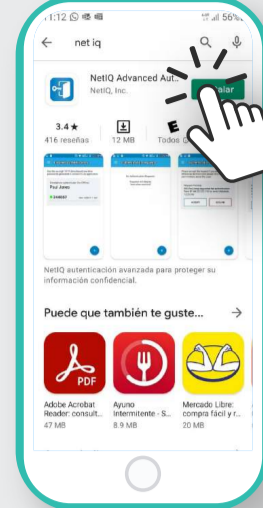 11:12 56%
net iq
NetIQ Advanced Aut..
NetIQ, Inc.
3.4★
416 reseñas
12 MB
E
Todos
NetIQ autenticación avanzada para proteger su
información confidencial.
Puede que también te guste...
PDF
Adobe Acrobat
Reader: consult..
47 MB
Ayuno
Intermitente - S..
8.9 MB
Mercado Libre:
compra fácil y r..
20 MB